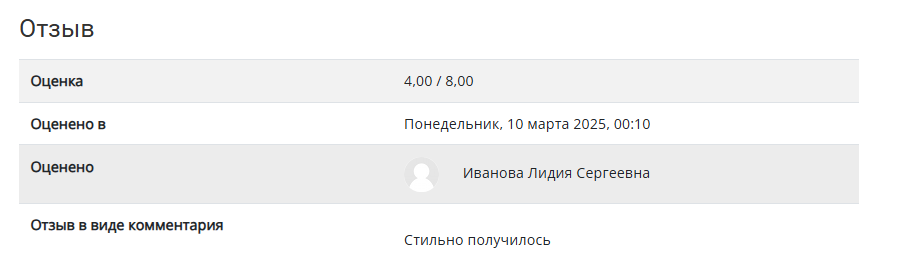 Отзыв
Оценка 4,00 / 8,00
Оценено в Понедельник, 10 марта 2025, 00:10
Оценено Иванова Лидия Сергеевна
Отзыв в виде комментария
Стильно получилось